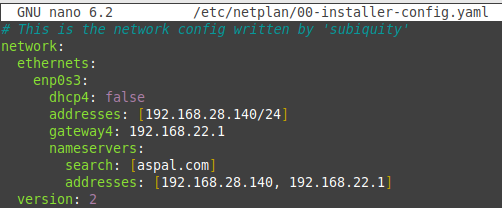 GNU nano 6.2 /etc/netplan/00-installer-config.yaml
# This is the network config written by 'subiquity'
network:
  ethernets:
    enp0s3:
      dhcp4: false
      addresses: [192.168.28.140/24]
      gateway4: 192.168.22.1
      nameservers:
        search: [aspal.com]
        addresses: [192.168.28.140, 192.168.22.1]
  version: 2